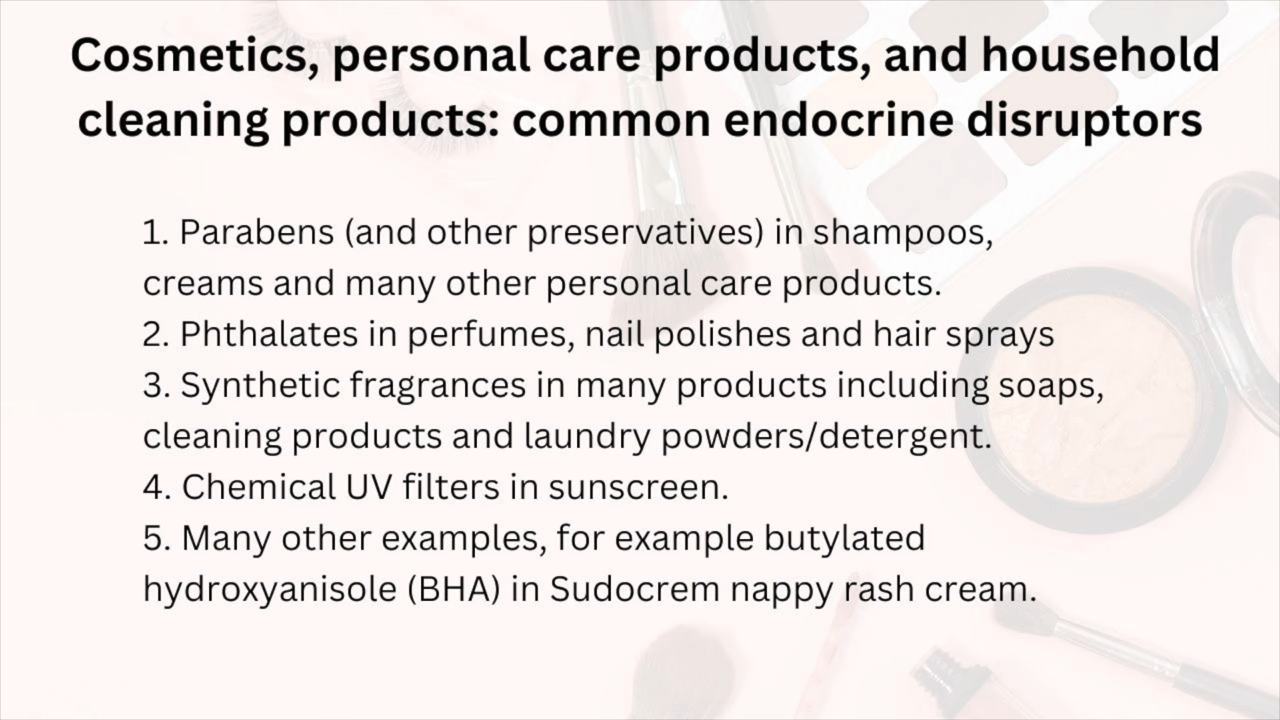 Cosmetics, personal care products, and household
cleaning products: common endocrine disruptors
1. Parabens (and other preservatives) in shampoos,
creams and many other personal care products.
2. Phthalates in perfumes, nail polishes and hair sprays
3. Synthetic fragrances in many products including soaps,
cleaning products and laundry powders/detergent.
4. Chemical UV filters in sunscreen.
5. Many other examples, for example butylated
hydroxyanisole (BHA) in Sudocrem nappy rash cream.